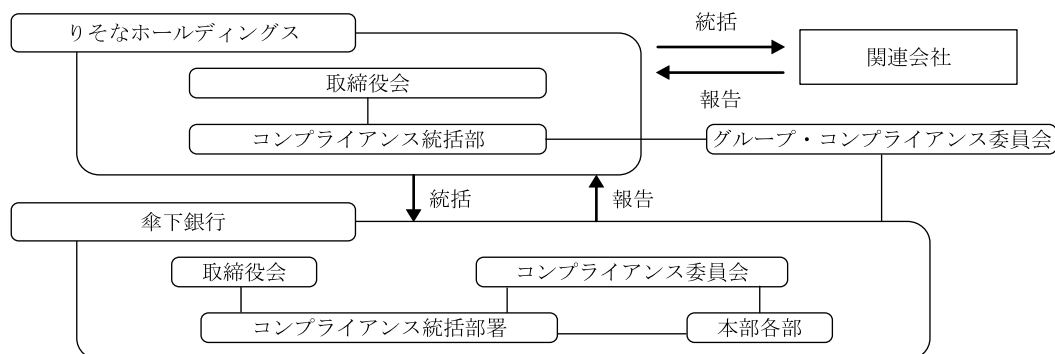 りそなホールディングス
統括
関連会社
報告
取締役会
コンプライアンス統括部
グループ・コンプライアンス委員会
統括
報告
傘下銀行
取締役会
コンプライアンス委員会
コンプライアンス統括部署
本部各部